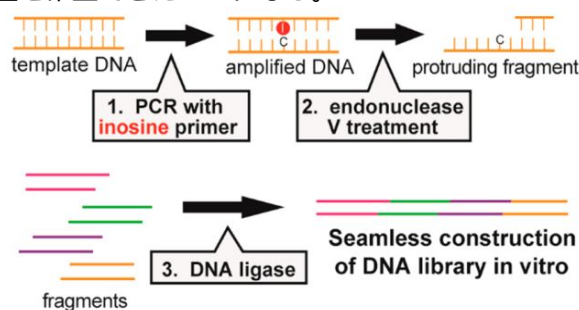 template DNA
I
C
amplified DNA
C
protruding fragment
1. PCR with
inosine primer
2. endonuclease
V treatment
3. DNA ligase
fragments
Seamless construction
of DNA library in vitro